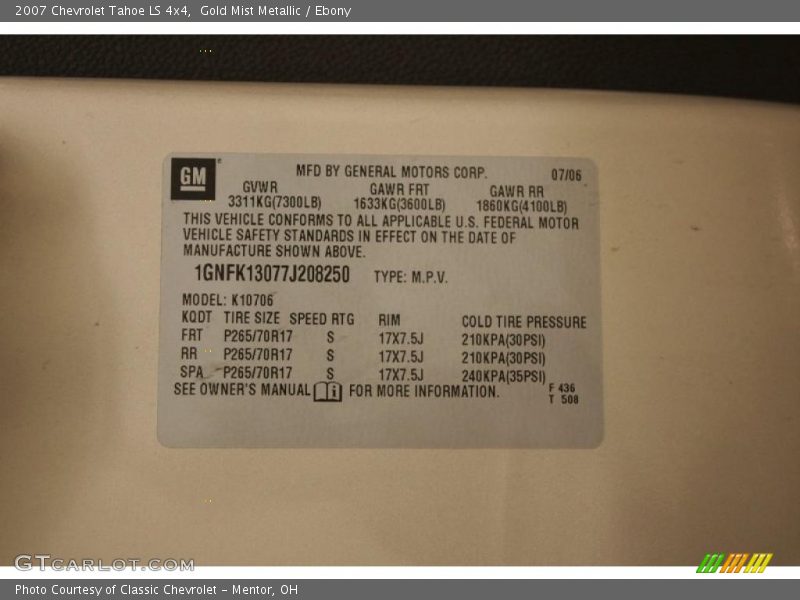 2007 Chevrolet Tahoe LS 4x4, Gold Mist Metallic / Ebony
GM
MFD BY GENERAL MOTORS CORP. 07/06
GVWR GAWR FRT GAWR RR
3311KG(7300LB) 1633KG(3600LB) 1860KG(4100LB)
THIS VEHICLE CONFORMS TO ALL APPLICABLE U.S. FEDERAL MOTOR
VEHICLE SAFETY STANDARDS IN EFFECT ON THE DATE OF
MANUFACTURE SHOWN ABOVE.
1GNFK13077J208250 TYPE: M.P.V.
MODEL: K10706
KQDT TIRE SIZE SPEED RTG RIM COLD TIRE PRESSURE
FRT P265/70R17 S 17X7.5J 210KPA(30PSI)
RR P265/70R17 S 17X7.5J 210KPA(30PSI)
SPA P265/70R17 S 17X7.5J 240KPA(35PSI)
SEE OWNER'S MANUAL i FOR MORE INFORMATION.
F 436
T 508
GTCARLOT.COM
Photo Courtesy of Classic Chevrolet - Mentor, OH